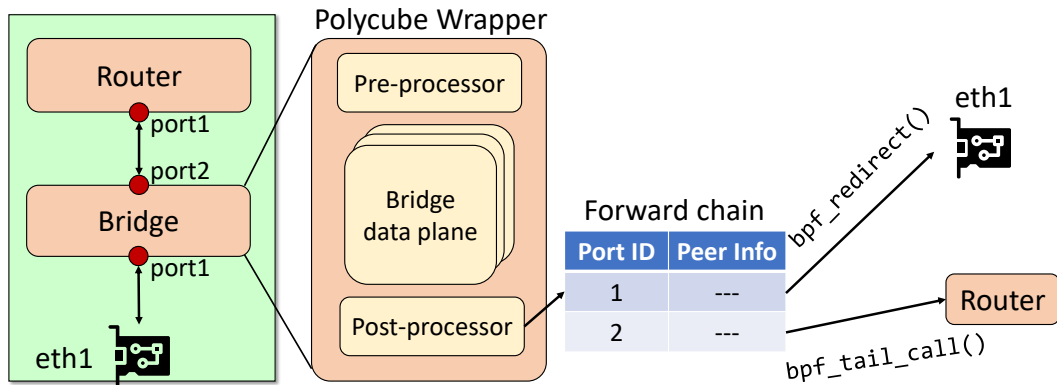 Router
port1
port2
Bridge
port1
eth1
Polycube Wrapper
Pre-processor
Bridge
data plane
Post-processor
Forward chain
Port ID Peer Info
1 ---
2 ---
bpf_redirect()
eth1
Router
bpf_tail_call()